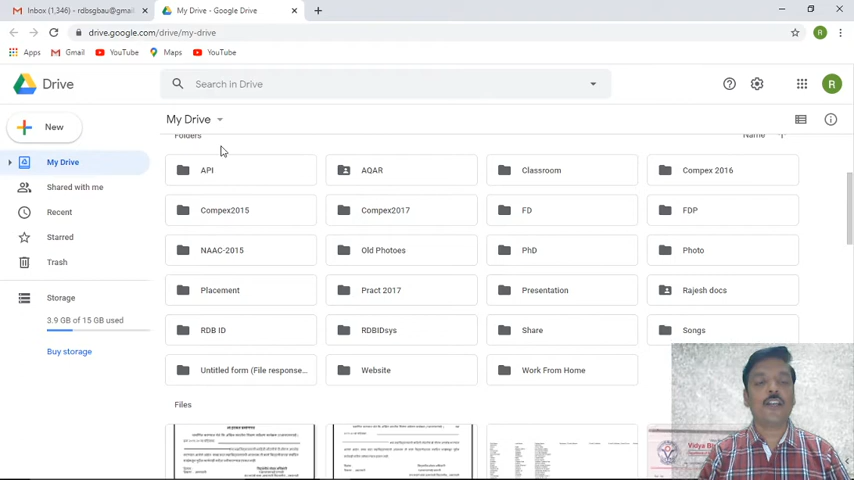 Inbox (1,346) - rdbsgbau@gmail.
My Drive - Google Drive
drive.google.com/drive/my-drive
Apps Gmail YouTube Maps YouTube
Drive
Search in Drive
R
New
My Drive
Shared with me
Recent
Starred
Trash
Storage
3.9 GB of 15 GB used
Buy storage
My Drive
Folders
Name
API AQAR Classroom Compex 2016
Compex2015 Compex2017 FD FDP
NAAC-2015 Old Photoes PhD Photo
Placement Pract 2017 Presentation Rajesh docs
RDB ID RDBIDsys Share Songs
Untitled form (File response... Website Work From Home
Files